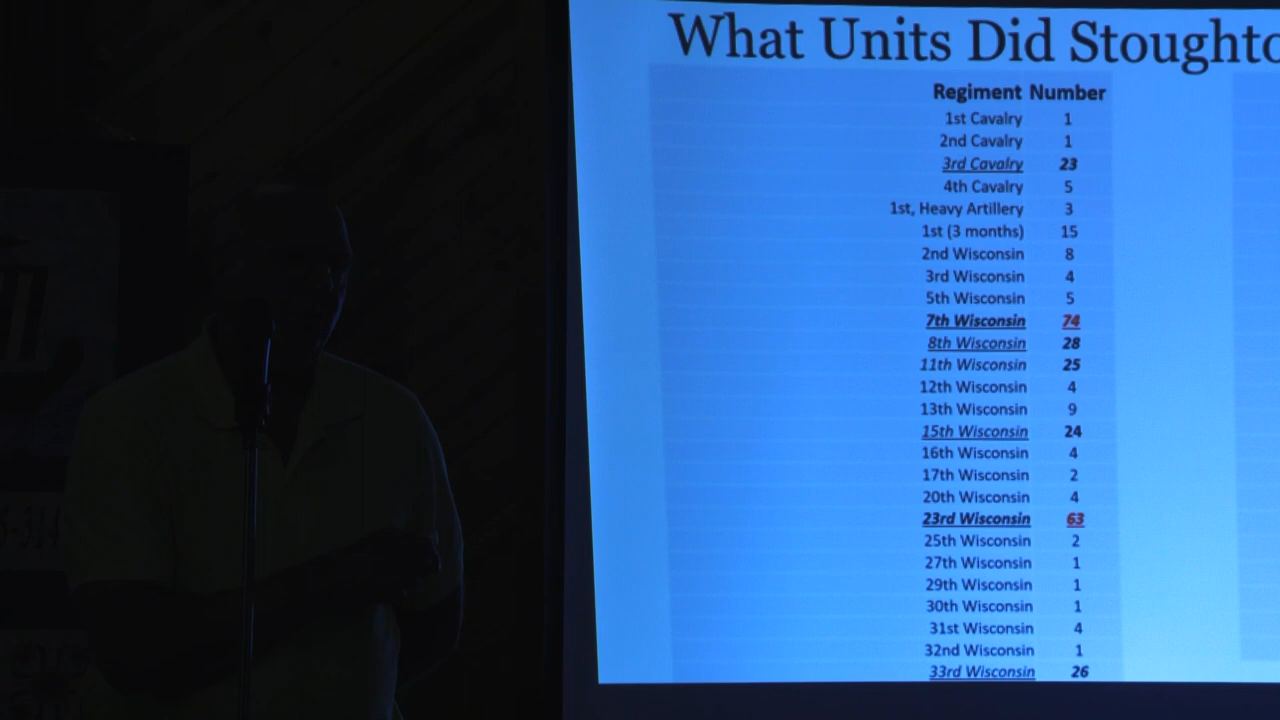 What Units Did Stoughto
Regiment Number
1st Cavalry 1
2nd Cavalry 1
3rd Cavalry 23
4th Cavalry 5
1st, Heavy Artillery 3
1st (3 months) 15
2nd Wisconsin 8
3rd Wisconsin 4
5th Wisconsin 5
7th Wisconsin 74
8th Wisconsin 28
11th Wisconsin 25
12th Wisconsin 4
13th Wisconsin 9
15th Wisconsin 24
16th Wisconsin 4
17th Wisconsin 2
20th Wisconsin 4
23rd Wisconsin 63
25th Wisconsin 2
27th Wisconsin 1
29th Wisconsin 1
30th Wisconsin 1
31st Wisconsin 4
32nd Wisconsin 1
33rd Wisconsin 26